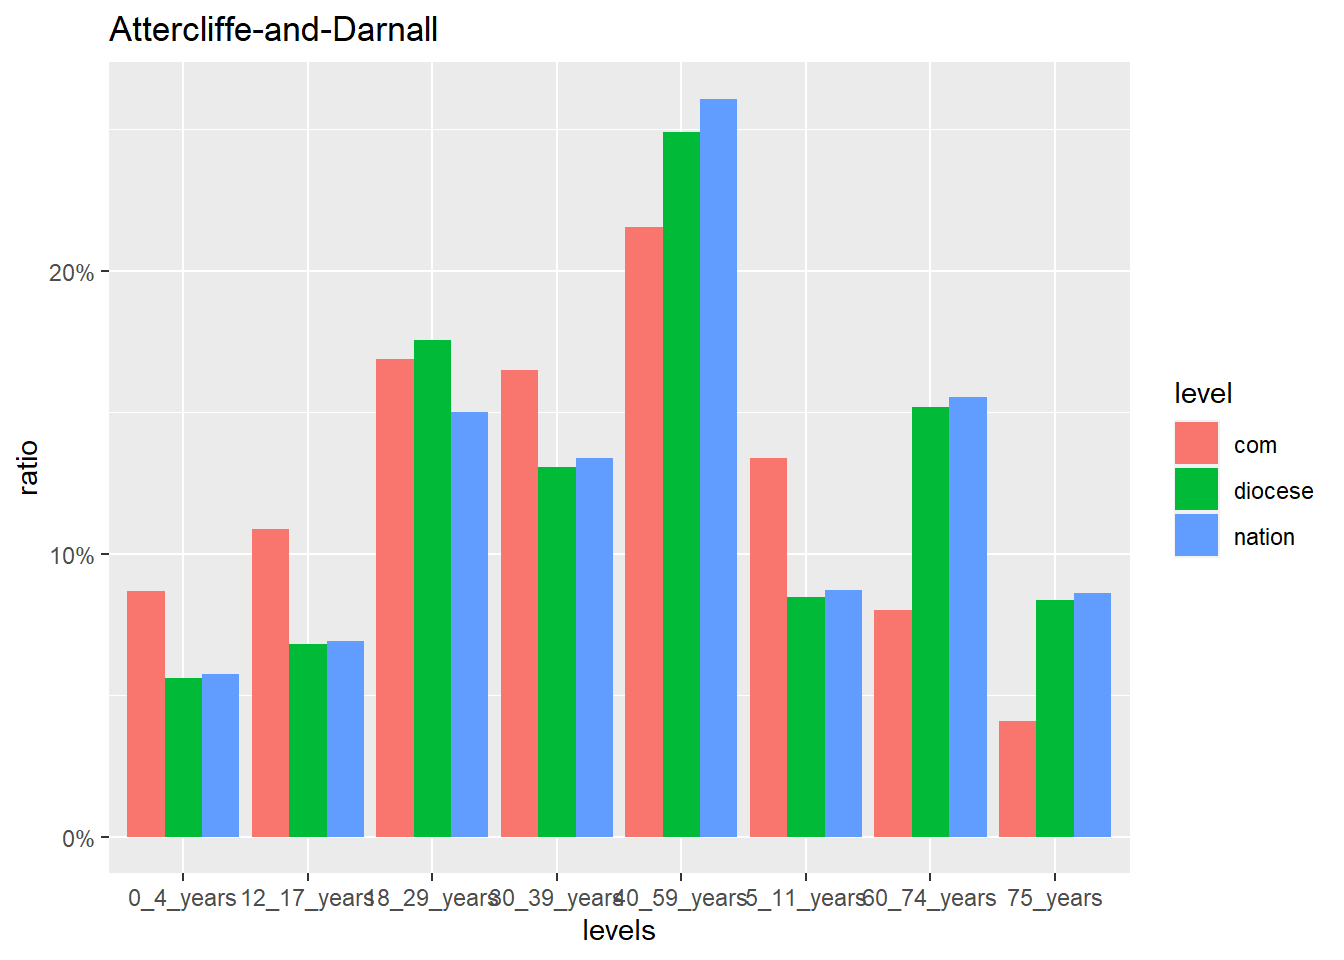 Attercliffe-and-Darnall
ratio
20%
10%
0%
0_4_years 12_17_years 18_29_years 30_39_years 40_59_years 5_11_years 60_74_years 75_years
levels
level
com
diocese
nation